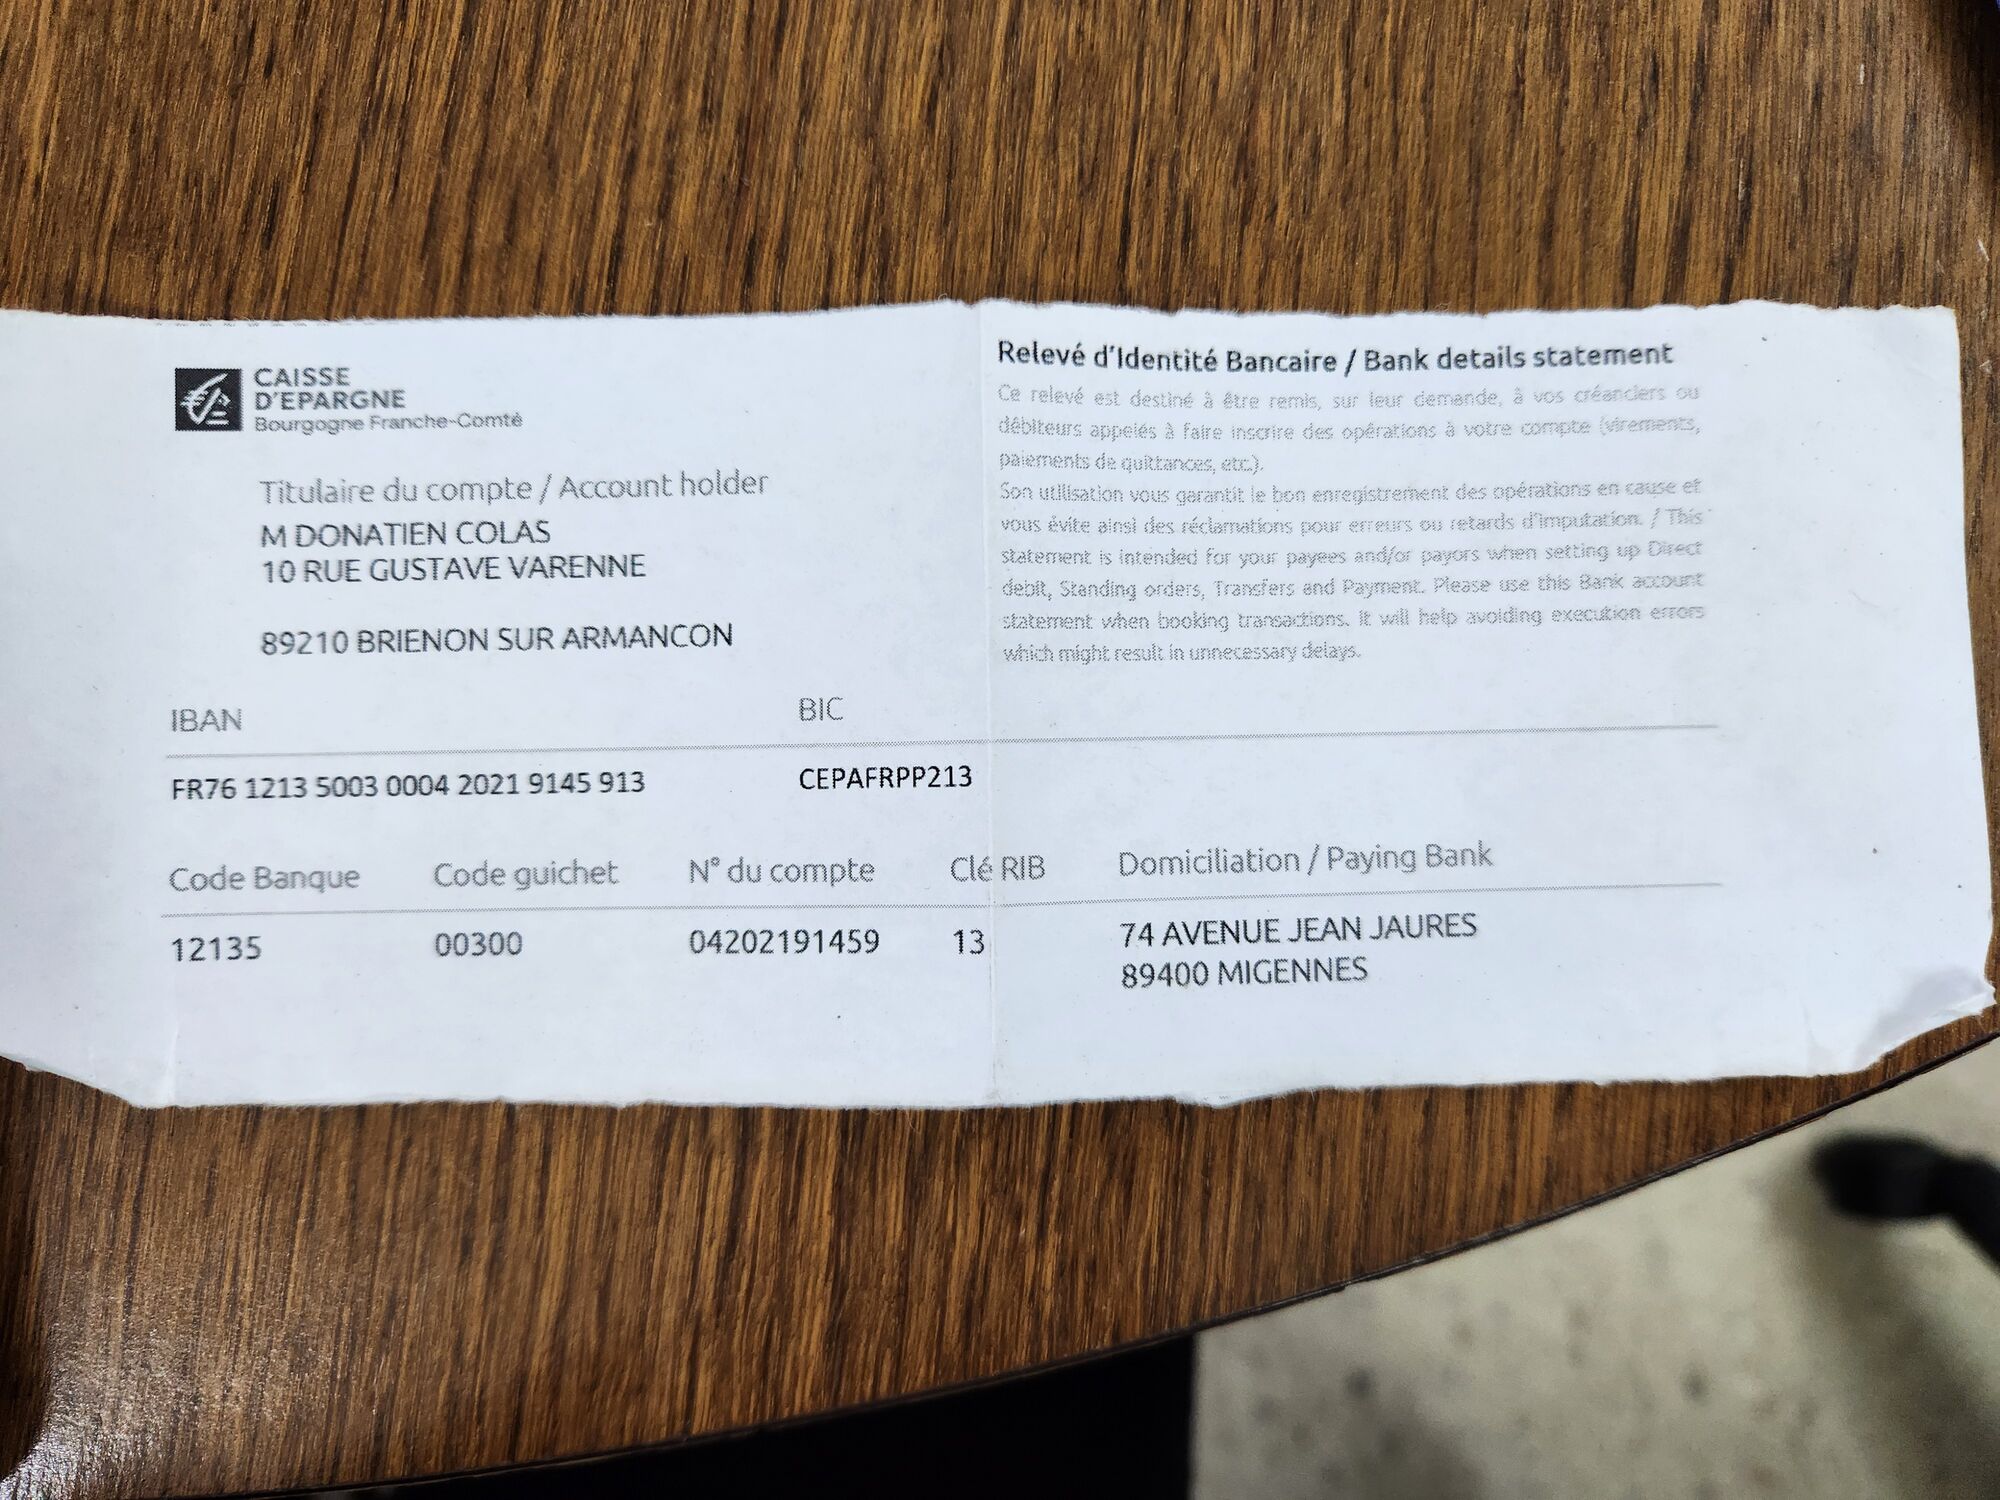 CAISSE
D'EPARGNE
Bourgogne Franche-Comté
Titulaire du compte / Account holder
M DONATIEN COLAS
10 RUE GUSTAVE VARENNE
89210 BRIENON SUR ARMANCON
Relevé d'Identité Bancaire / Bank details statement
Ce relevé est destiné à être remis, sur leur demande, à vos créanciers ou
débiteurs appelés à faire inscrire des opérations à votre compte (virements,
paiements de quittances, etc.).
Son utilisation vous garantit le bon enregistrement des opérations en cause et
vous évite ainsi des réclamations pour erreurs ou retards d'imputation. / This
statement is intended for your payees and/or payors when setting up Direct
debit, Standing orders, Transfers and Payment. Please use this Bank account
statement when booking transactions. It will help avoiding execution errors
which might result in unnecessary delays.
IBAN BIC
FR76 1213 5003 0004 2021 9145 913 CEPAFRPP213
Code Banque Code guichet N° du compte Clé RIB Domiciliation / Paying Bank
12135 00300 04202191459 13 74 AVENUE JEAN JAURES
89400 MIGENNES